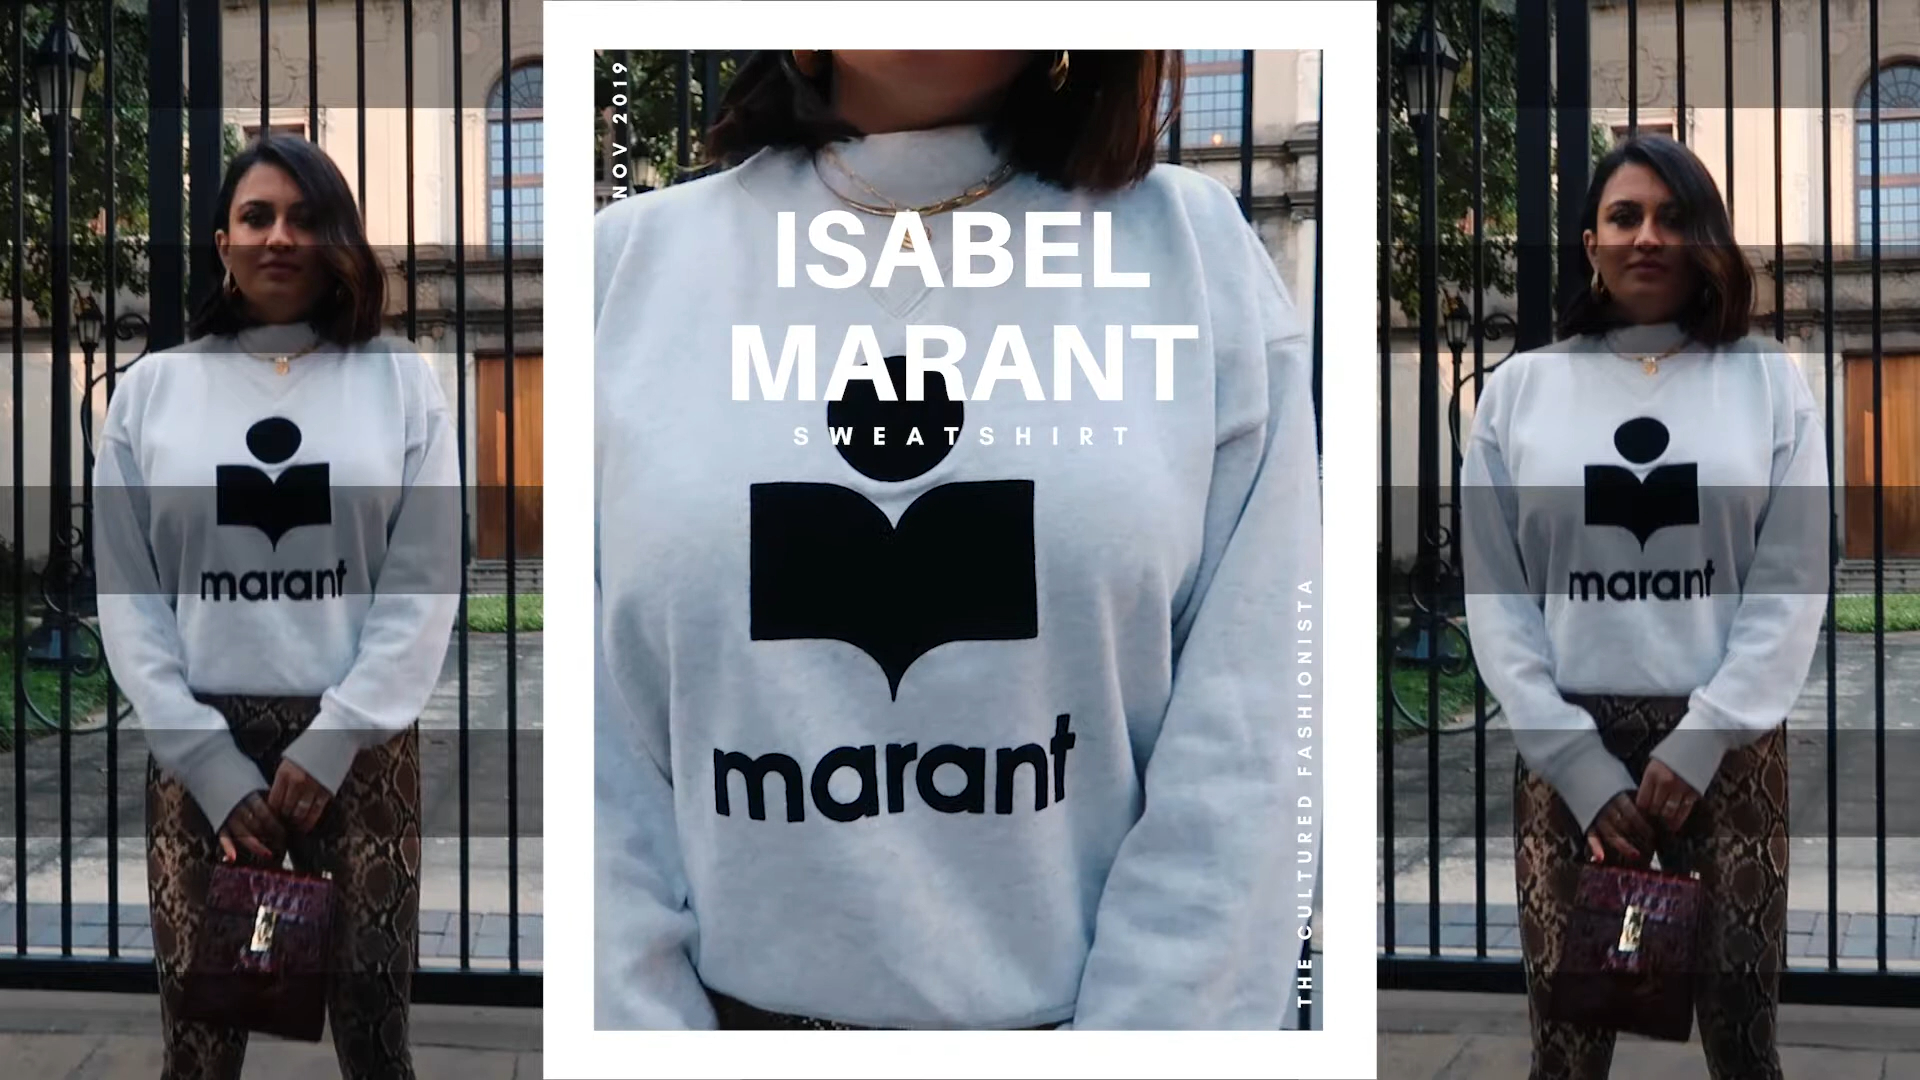 NOV 2019
ISABEL
MARANT
SWEATSHIRT
marant
THE CULTURED FASHIONISTA
marant
marant